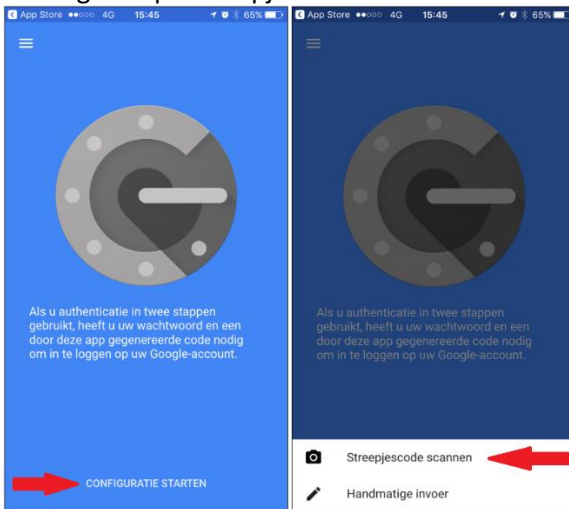 App Store 4G 15:45 65%
Als u authenticatie in twee stappen
gebruikt, heeft u uw wachtwoord en een
door deze app gegenereerde code nodig
om in te loggen op uw Google-account.
CONFIGURATIE STARTEN
App Store 4G 15:45 65%
Als u authenticatie in twee stappen
gebruikt, heeft u uw wachtwoord en een
door deze app gegenereerde code nodig
om in te loggen op uw Google-account.
Streepjescode scannen
Handmatige invoer